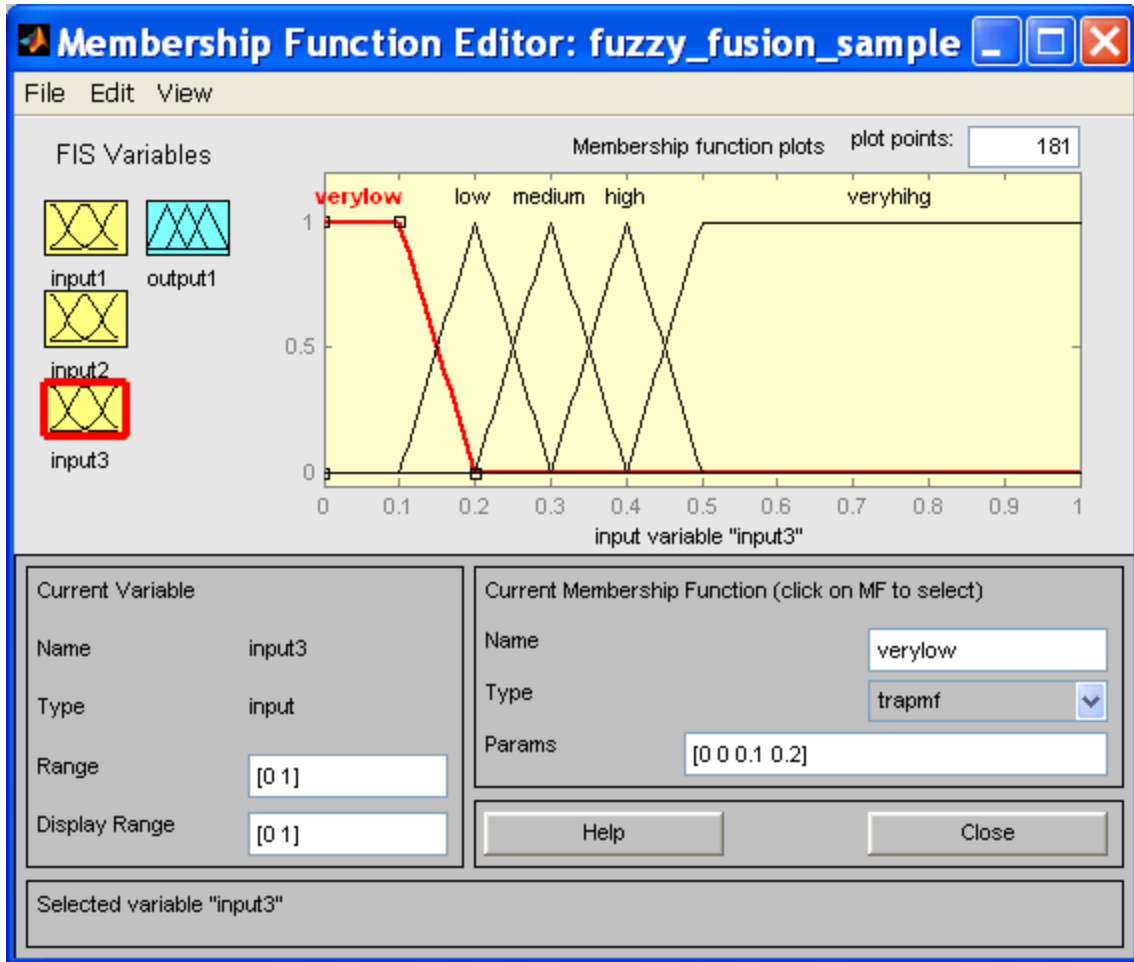 Membership Function Editor: fuzzy_fusion_sample
File Edit View
FIS Variables
Membership function plots plot points: 181
verylow low medium high veryhihg
1
0.5
0
0 0.1 0.2 0.3 0.4 0.5 0.6 0.7 0.8 0.9 1
input variable "input3"
input1 output1
input2
input3
Current Variable
Name input3
Type input
Range [0 1]
Display Range [0 1]
Current Membership Function (click on MF to select)
Name verylow
Type trapmf
Params [0 0 0.1 0.2]
Help Close
Selected variable "input3"